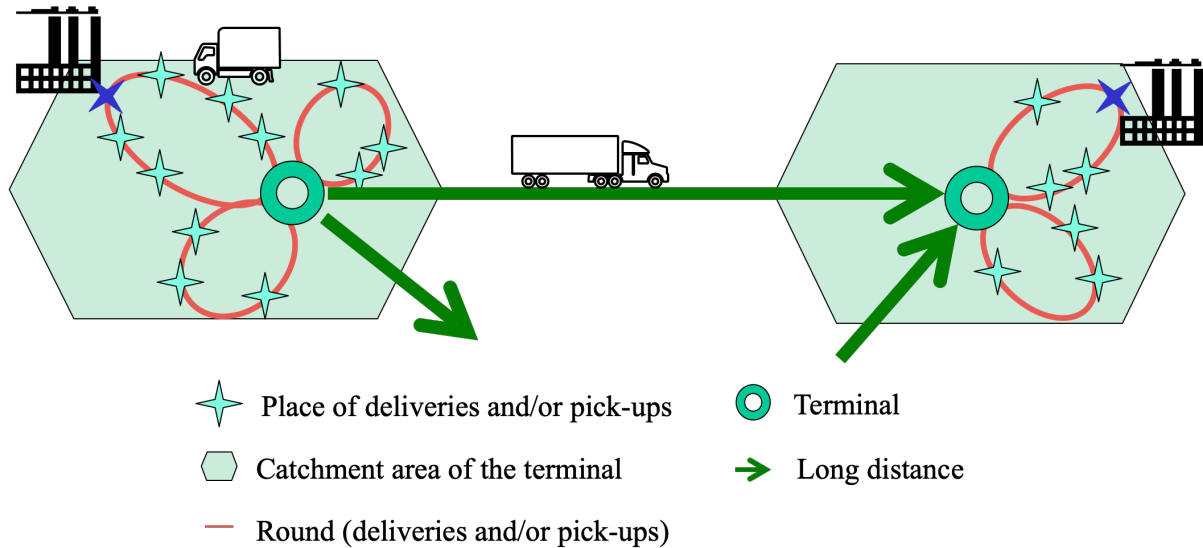 Place of deliveries and/or pick-ups
Terminal
Catchment area of the terminal
Long distance
Round (deliveries and/or pick-ups)